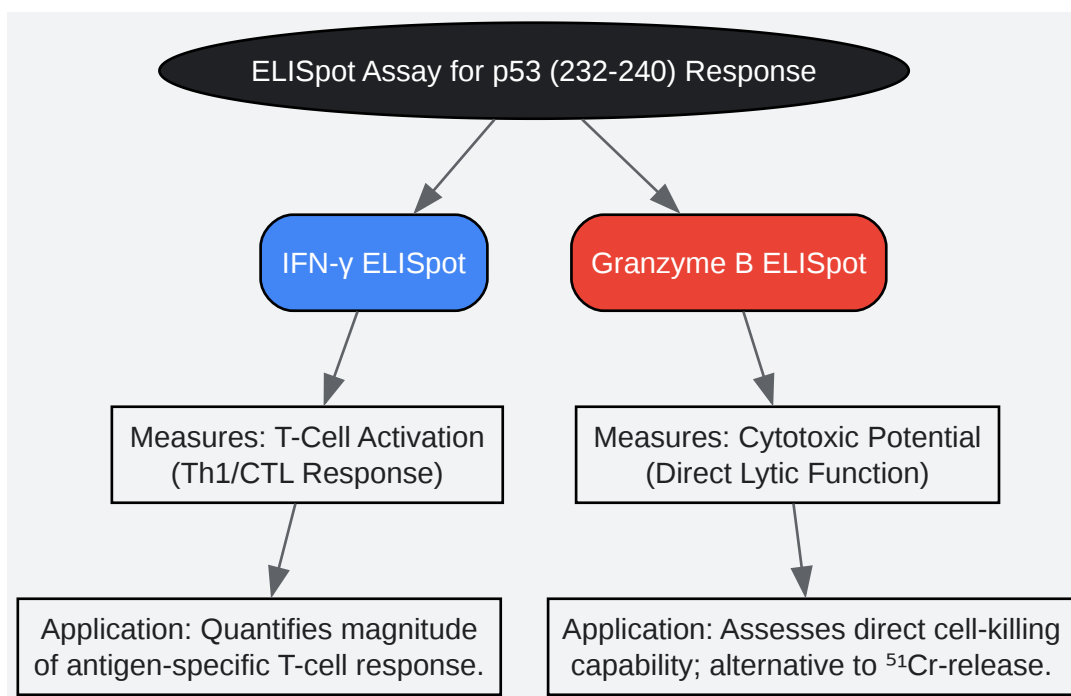 ELISpot Assay for p53 (232-240) Response
IFN-γ ELISpot
Granzyme B ELISpot
Measures: T-Cell Activation
(Th1/CTL Response)
Measures: Cytotoxic Potential
(Direct Lytic Function)
Application: Quantifies magnitude
of antigen-specific T-cell response.
Application: Assesses direct cell-killing
capability; alternative to ⁵¹Cr-release.